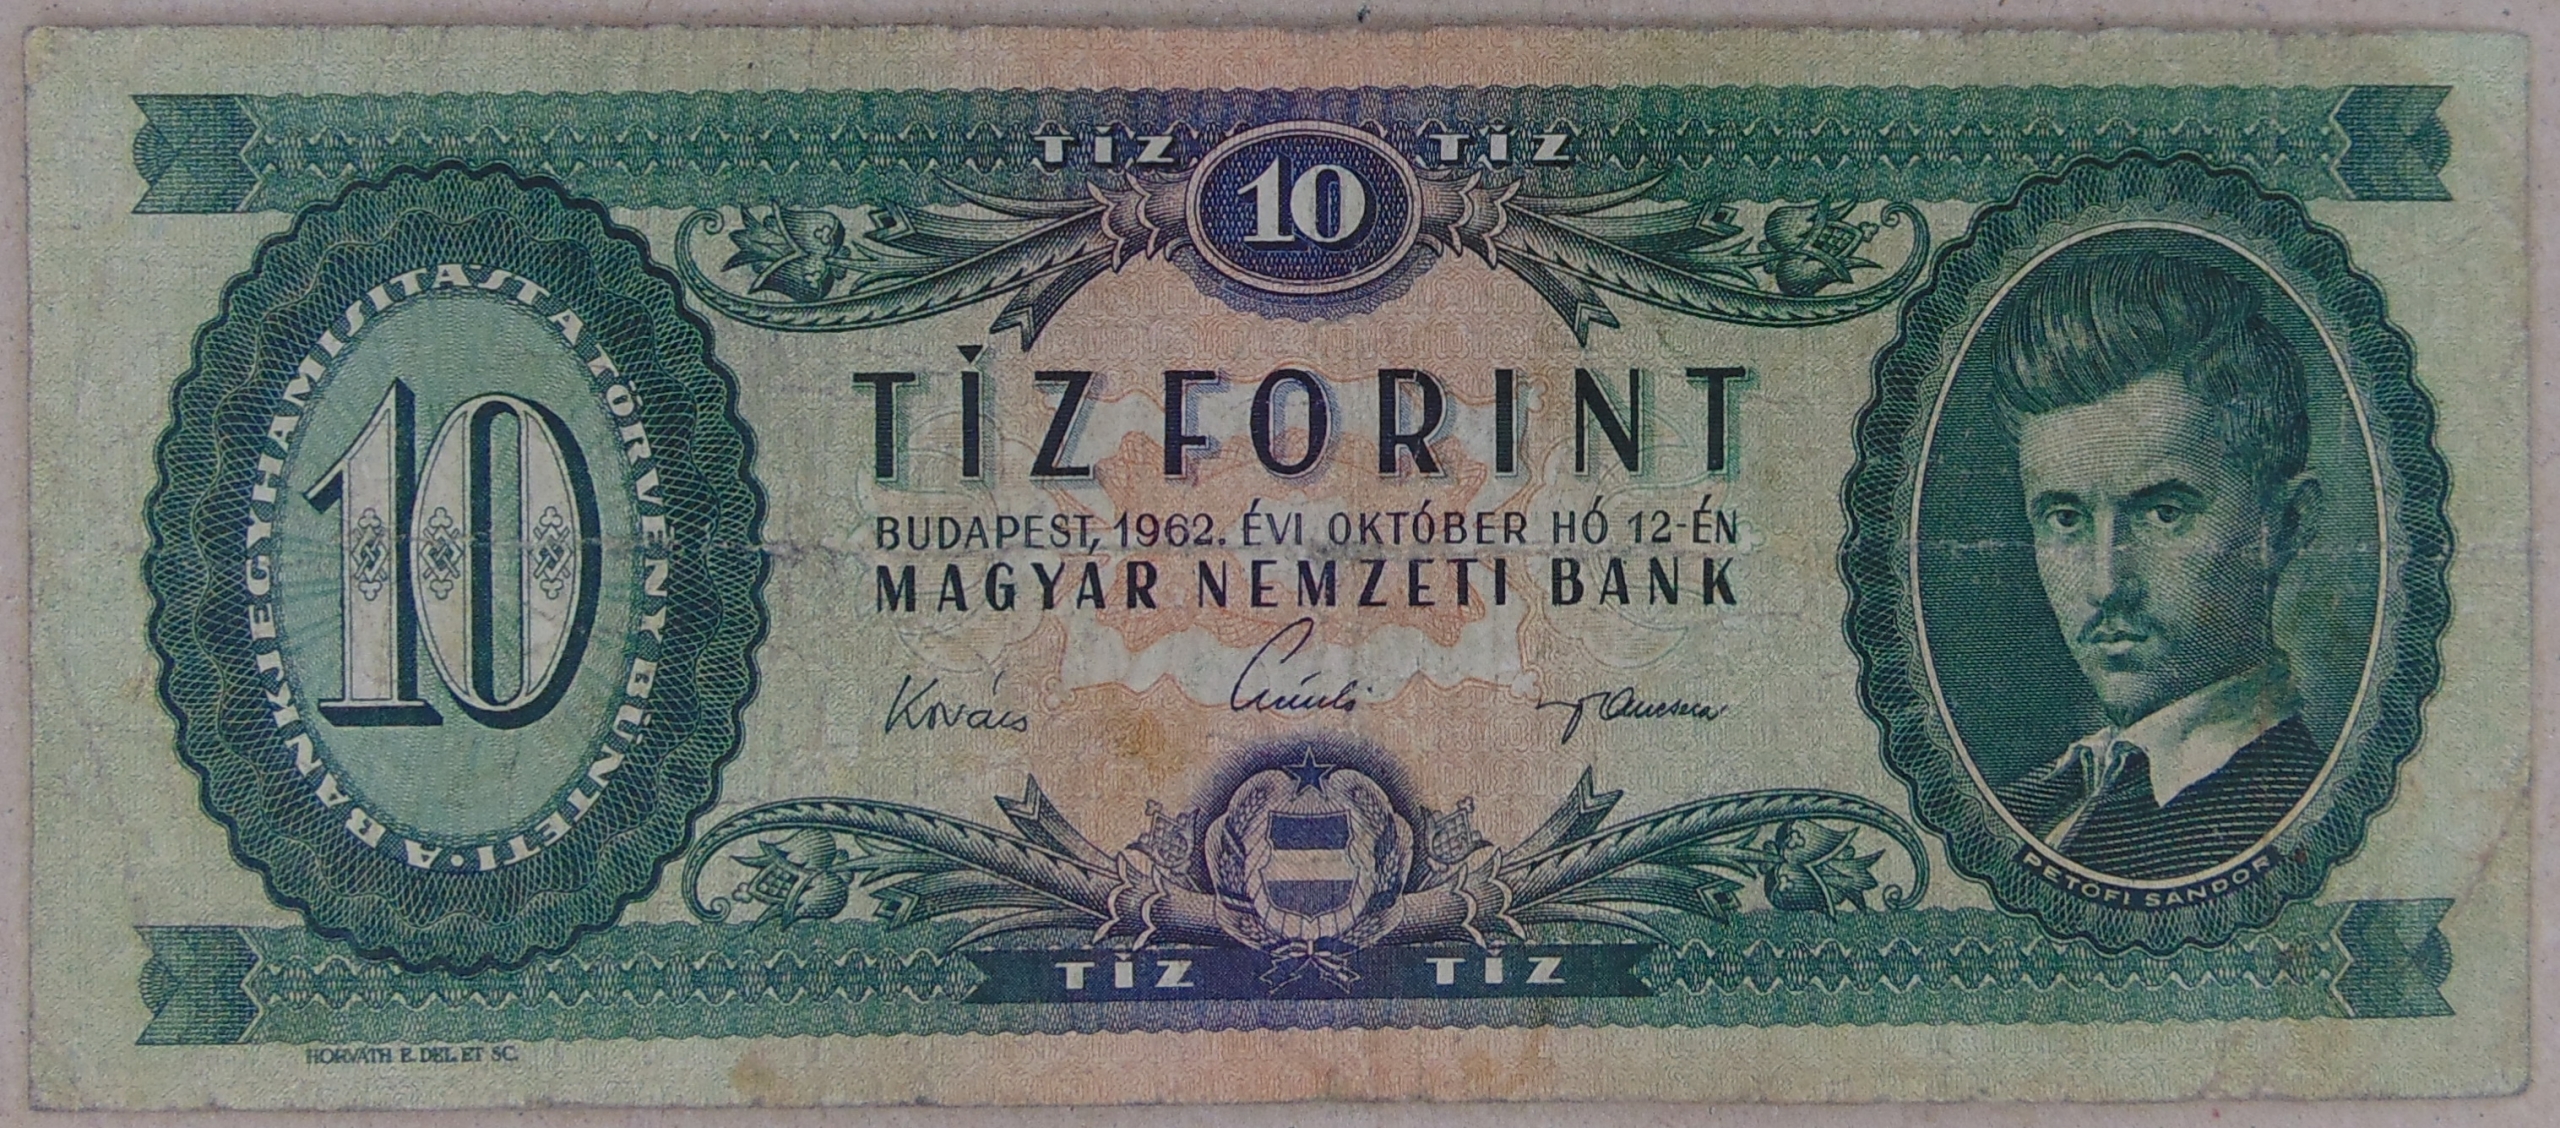 TÍZ 10 TÍZ
A BANKJEGYHAMISÍTÁST A TÖRVÉNY BÜNTETI.
10
TÍZ FORINT
BUDAPEST, 1962. ÉVI OKTÓBER HÓ 12-ÉN
MAGYAR NEMZETI BANK
Kovács
PETŐFI SÁNDOR
TÍZ TÍZ
HORVÁTH E. DEL. ET SC.